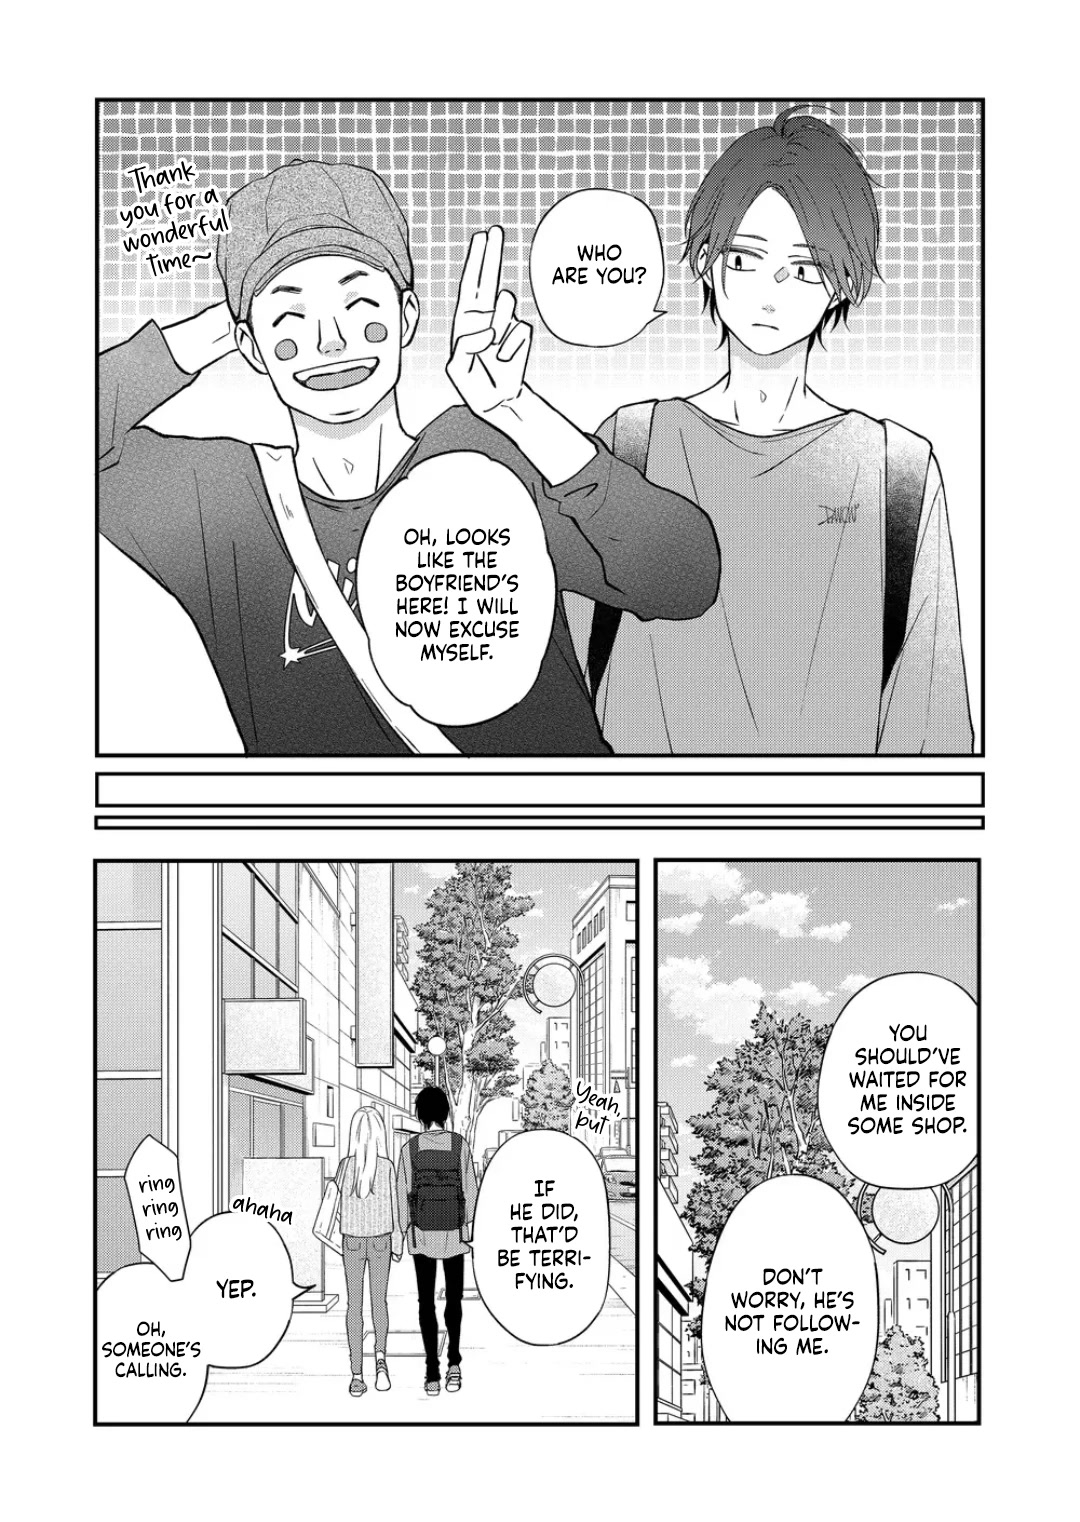 WHO
ARE YOU?
Thank
you for a
wonderful
time~
OH, LOOKS
LIKE THE
BOYFRIEND'S
HERE! I WILL
NOW EXCUSE
MYSELF.
YOU
SHOULD'VE
WAITED FOR
ME INSIDE
SOME SHOP.
DON'T
WORRY, HE'S
NOT FOLLOW-
ING ME.
Yeah,
but
IF
HE DID,
THAT'D
BE TERRI-
FYING.
ahaha
YEP.
ring
ring
ring
OH,
SOMEONE'S
CALLING.